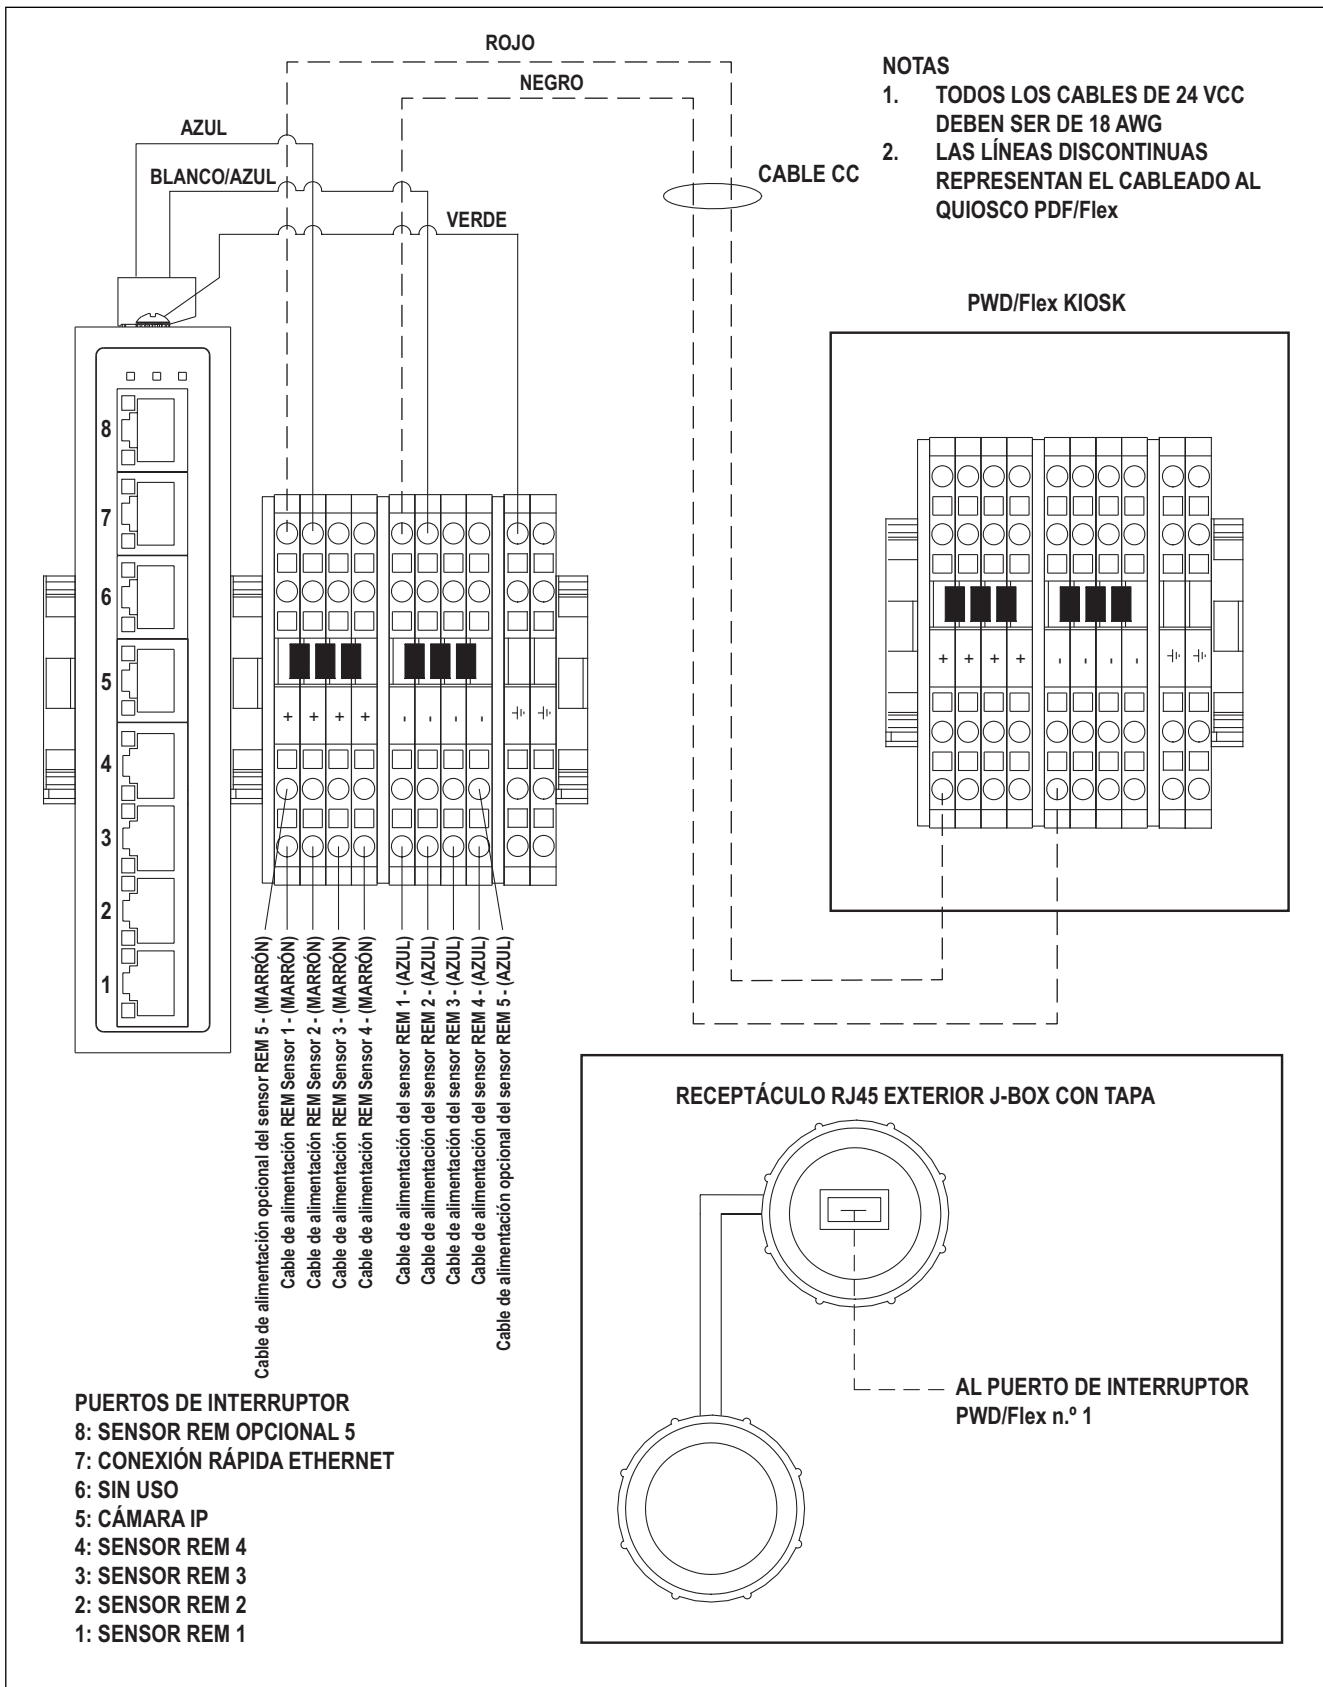 ROJO
NEGRO
AZUL
BLANCO/AZUL
VERDE
CABLE CC
NOTAS
1. TODOS LOS CABLES DE 24 VCC
DEBEN SER DE 18 AWG
2. LAS LÍNEAS DISCONTINUAS
REPRESENTAN EL CABLEADO AL
QUIOSCO PDF/Flex
PWD/Flex KIOSK
8
7
6
5
4
3
2
1
+ + + +
- - - -
+ + + +
- - - -
Cable de alimentación opcional del sensor REM 5 - (MARRÓN)
Cable de alimentación REM Sensor 1 - (MARRÓN)
Cable de alimentación REM Sensor 2 - (MARRÓN)
Cable de alimentación REM Sensor 3 - (MARRÓN)
Cable de alimentación REM Sensor 4 - (MARRÓN)
Cable de alimentación del sensor REM 1 - (AZUL)
Cable de alimentación del sensor REM 2 - (AZUL)
Cable de alimentación del sensor REM 3 - (AZUL)
Cable de alimentación del sensor REM 4 - (AZUL)
Cable de alimentación opcional del sensor REM 5 - (AZUL)
RECEPTÁCULO RJ45 EXTERIOR J-BOX CON TAPA
AL PUERTO DE INTERRUPTOR
PWD/Flex n.º 1
PUERTOS DE INTERRUPTOR
8: SENSOR REM OPCIONAL 5
7: CONEXIÓN RÁPIDA ETHERNET
6: SIN USO
5: CÁMARA IP
4: SENSOR REM 4
3: SENSOR REM 3
2: SENSOR REM 2
1: SENSOR REM 1